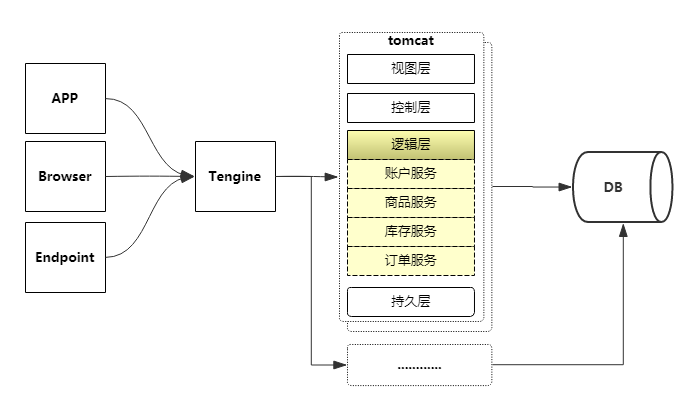 APP
Browser
Endpoint
Tengine
tomcat
视图层
控制层
逻辑层
账户服务
商品服务
库存服务
订单服务
持久层
............
DB